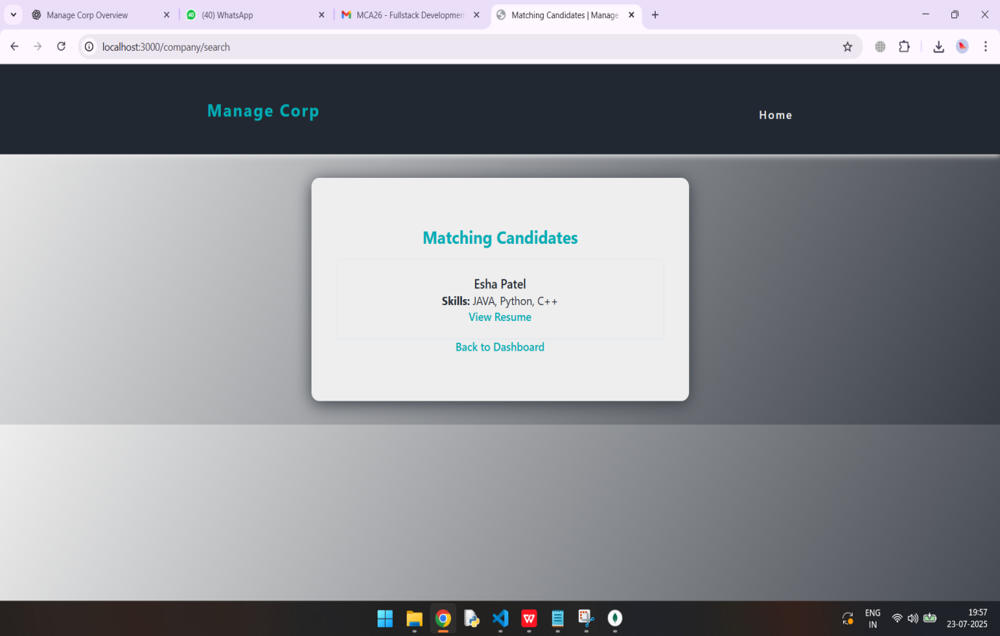 Manage Corp Overview
40
(40) WhatsApp
MCA26 - Fullstack Developmen
Matching Candidates | Manage
localhost:3000/company/search
Manage Corp
Home
Matching Candidates
Esha Patel
Skills: JAVA, Python, C++
View Resume
Back to Dashboard
ENG
IN
19:57
23-07-2025